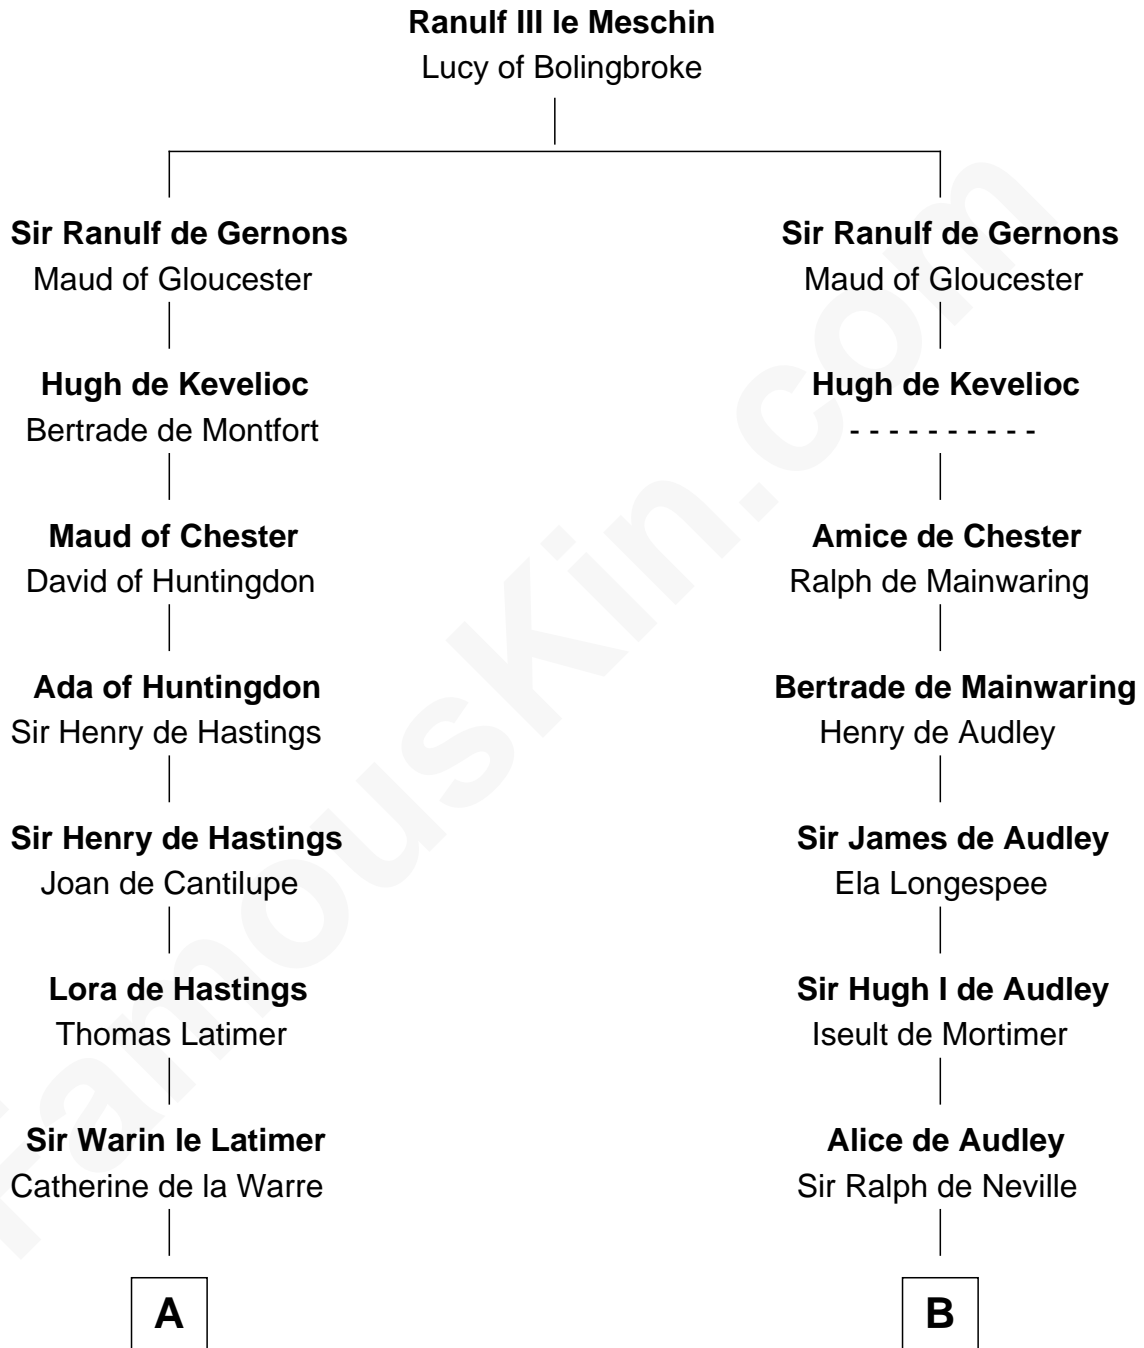 Ranulf III le Meschin
Lucy of Bolingbroke
Sir Ranulf de Gernons
Maud of Gloucester
Hugh de Kevelioc
Bertrade de Montfort
Maud of Chester
David of Huntingdon
Ada of Huntingdon
Sir Henry de Hastings
Sir Henry de Hastings
Joan de Cantilupe
Lora de Hastings
Thomas Latimer
Sir Warin le Latimer
Catherine de la Warre
A
Sir Ranulf de Gernons
Maud of Gloucester
Hugh de Kevelioc
- - - - - - - - - -
Amice de Chester
Ralph de Mainwaring
Bertrade de Mainwaring
Henry de Audley
Sir James de Audley
Ela Longespee
Sir Hugh I de Audley
Iseult de Mortimer
Alice de Audley
Sir Ralph de Neville
B
FamousKin.com